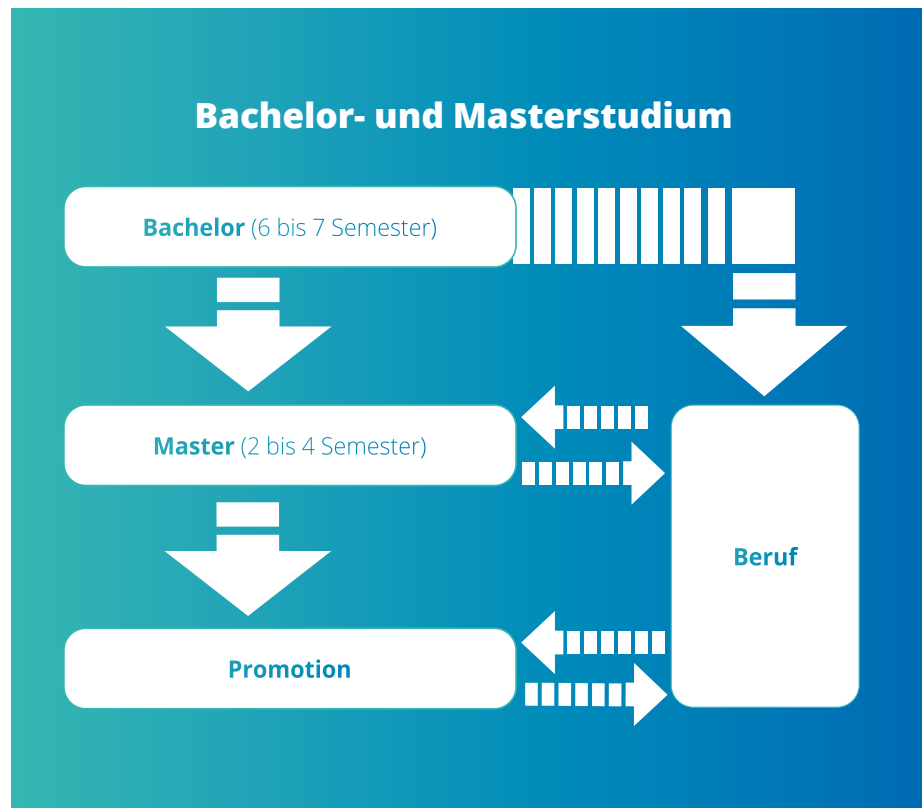 Bachelor- und Masterstudium
Bachelor (6 bis 7 Semester)
Master (2 bis 4 Semester)
Beruf
Promotion